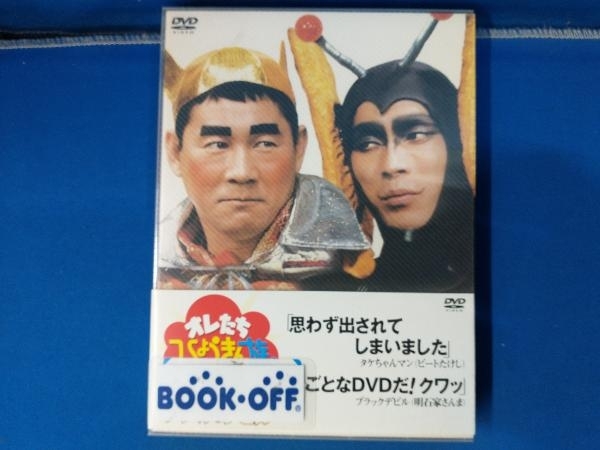 DVD
VIDEO
DVD
VIDEO
オレたち
ひょうきん族
「思わず出されて
しまいました」
タケちゃんマン(ビートたけし)
ごとなDVDだ!クワッ」
ブラックデビル(明石家さんま)
BOOK・OFF®